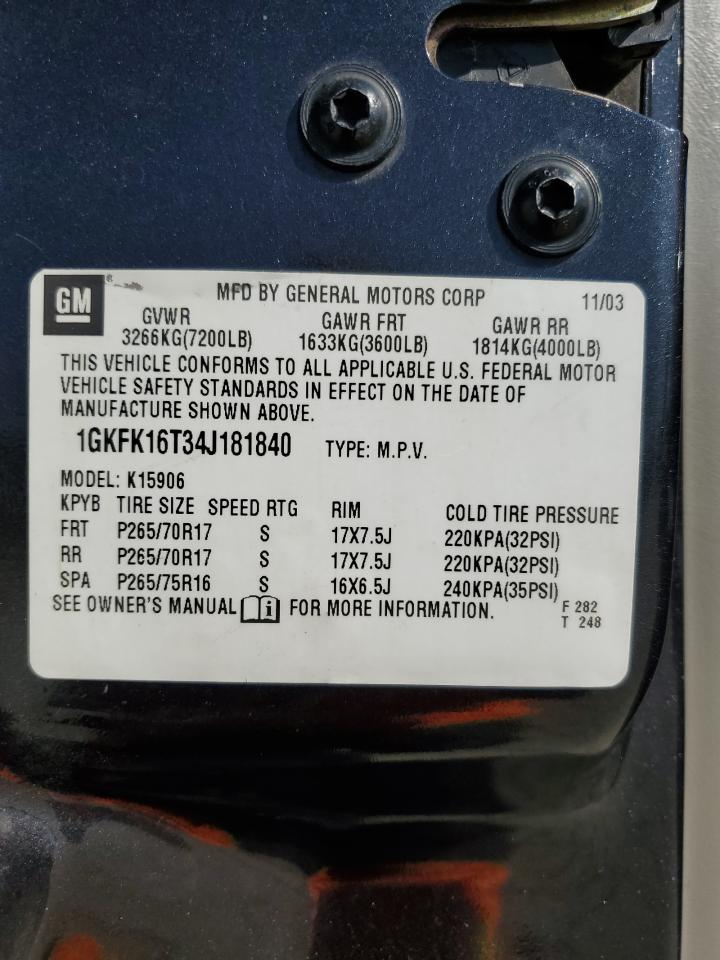 GM ® MFD BY GENERAL MOTORS CORP 11/03
GVWR GAWR FRT GAWR RR
3266KG(7200LB) 1633KG(3600LB) 1814KG(4000LB)
THIS VEHICLE CONFORMS TO ALL APPLICABLE U.S. FEDERAL MOTOR
VEHICLE SAFETY STANDARDS IN EFFECT ON THE DATE OF
MANUFACTURE SHOWN ABOVE.
1GKFK16T34J181840 TYPE: M.P.V.
MODEL: K15906
KPYB TIRE SIZE SPEED RTG RIM COLD TIRE PRESSURE
FRT P265/70R17 S 17X7.5J 220KPA(32PSI)
RR P265/70R17 S 17X7.5J 220KPA(32PSI)
SPA P265/75R16 S 16X6.5J 240KPA(35PSI)
SEE OWNER'S MANUAL i FOR MORE INFORMATION. F 282
T 248